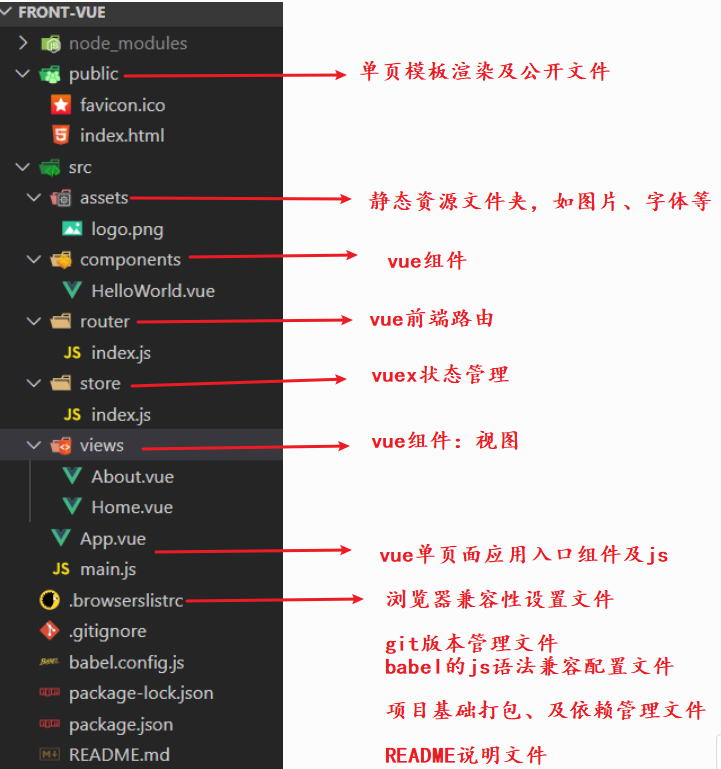 FRONT-VUE
node_modules
public
单页模板渲染及公开文件
favicon.ico
index.html
src
assets
静态资源文件夹，如图片、字体等
logo.png
components
vue组件
HelloWorld.vue
router
vue前端路由
JS index.js
store
vuex状态管理
JS index.js
views
vue组件：视图
About.vue
Home.vue
App.vue
vue单页面应用入口组件及js
JS main.js
.browserslistrc
浏览器兼容性设置文件
.gitignore
git版本管理文件
babel.config.js
babel的js语法兼容配置文件
package-lock.json
项目基础打包、及依赖管理文件
package.json
README.md
README说明文件